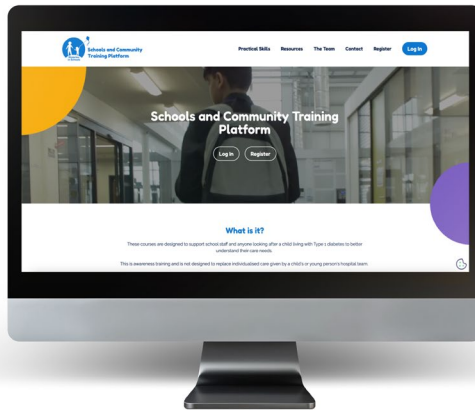 Schools and Community
Training Platform
Practical Skills
Resources
The Team
Contact
Register
Log In
Schools and Community Training
Platform
Log In
Register
What is it?
These courses are designed to support school staff and anyone looking after a child living with Type 1 diabetes to better
understand their care needs.
This is awareness training and is not designed to replace individualised care given by a child's or young person's hospital team.